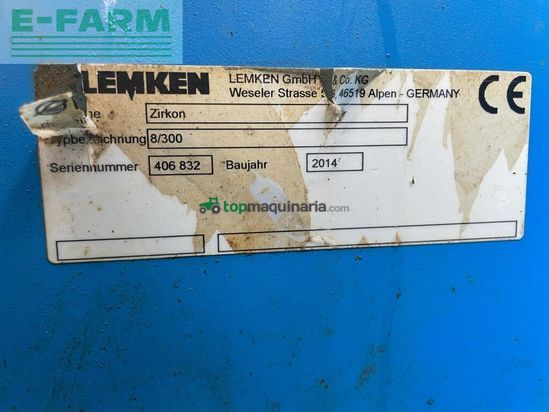 E-FARM
LEMKEN
LEMKEN GmbH & Co. KG
Weseler Strasse 46519 Alpen - GERMANY
CE
Zirkon
8/300
Seriennummer 406 832 Baujahr 2014
topmaquinaria.com